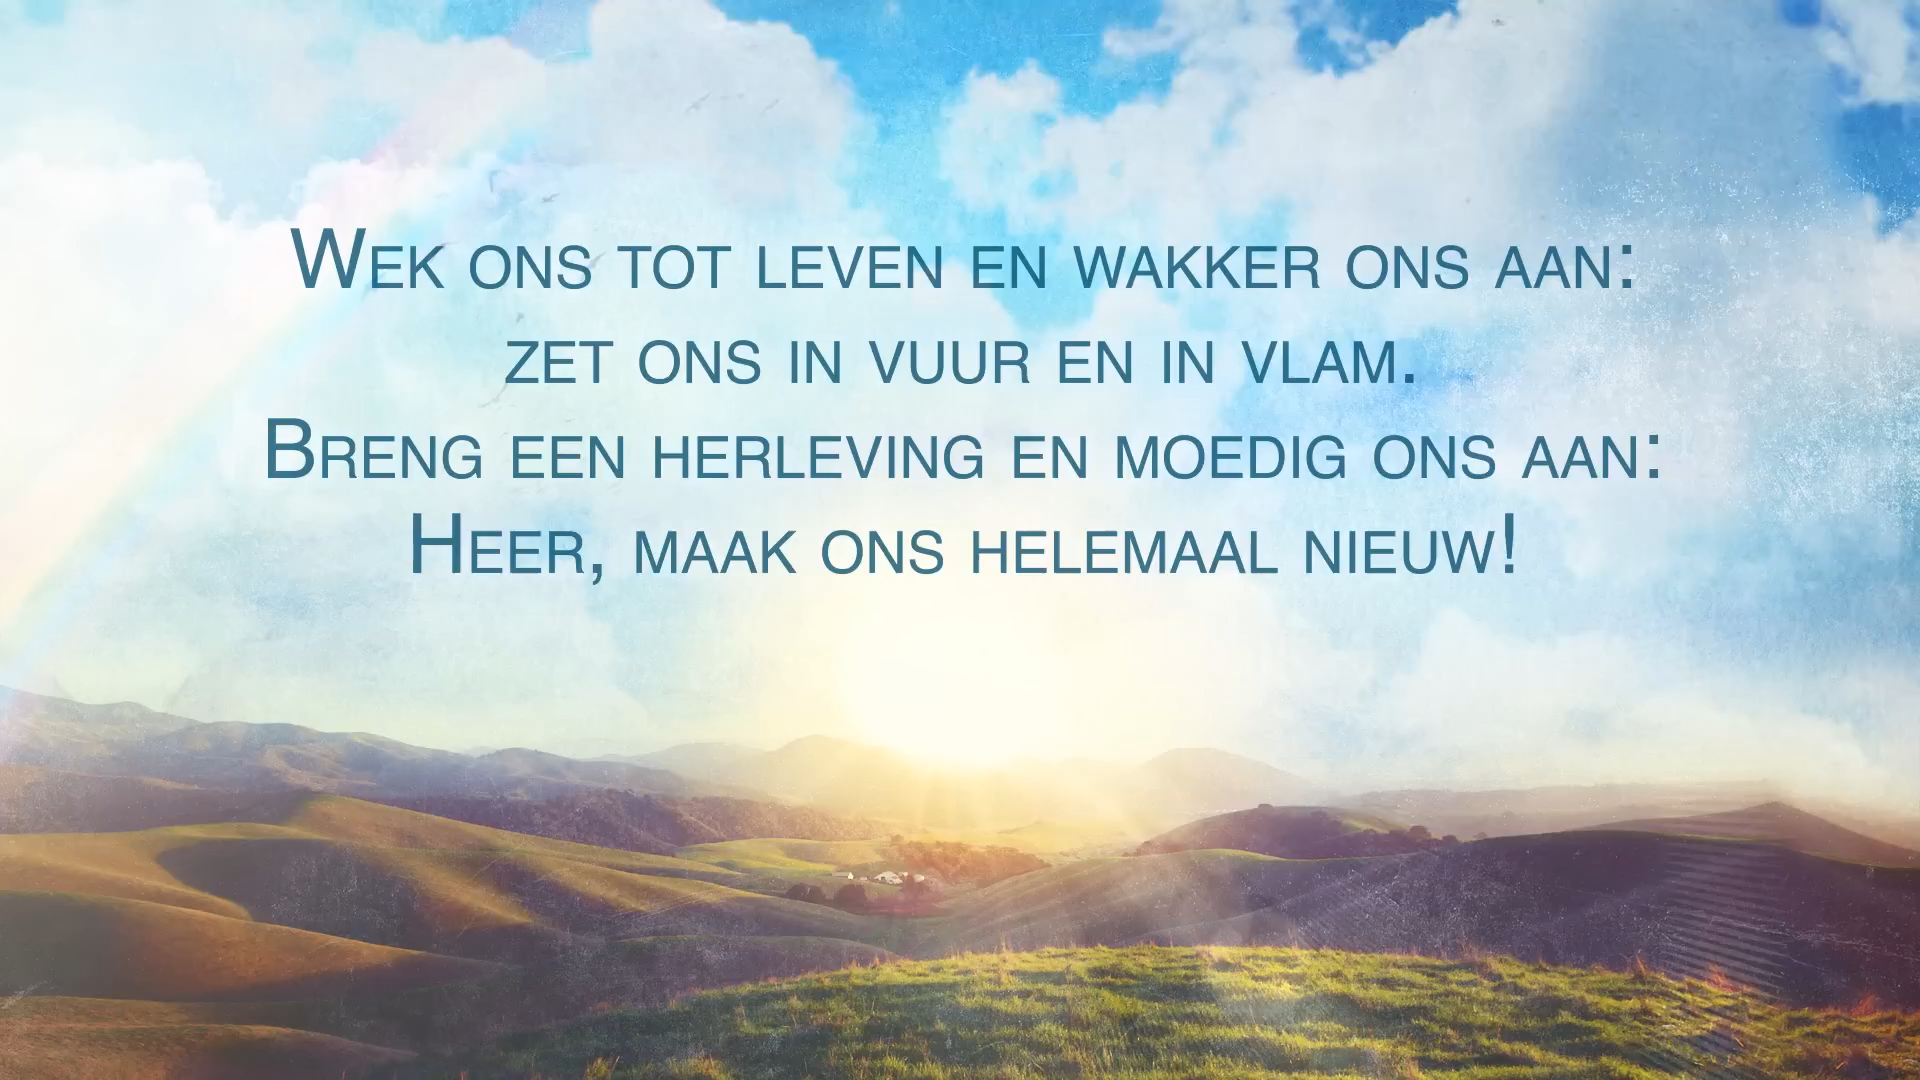 Wek ons tot leven en wakker ons aan:
zet ons in vuur en in vlam.
Breng een herleving en moedig ons aan:
Heer, maak ons helemaal nieuw!